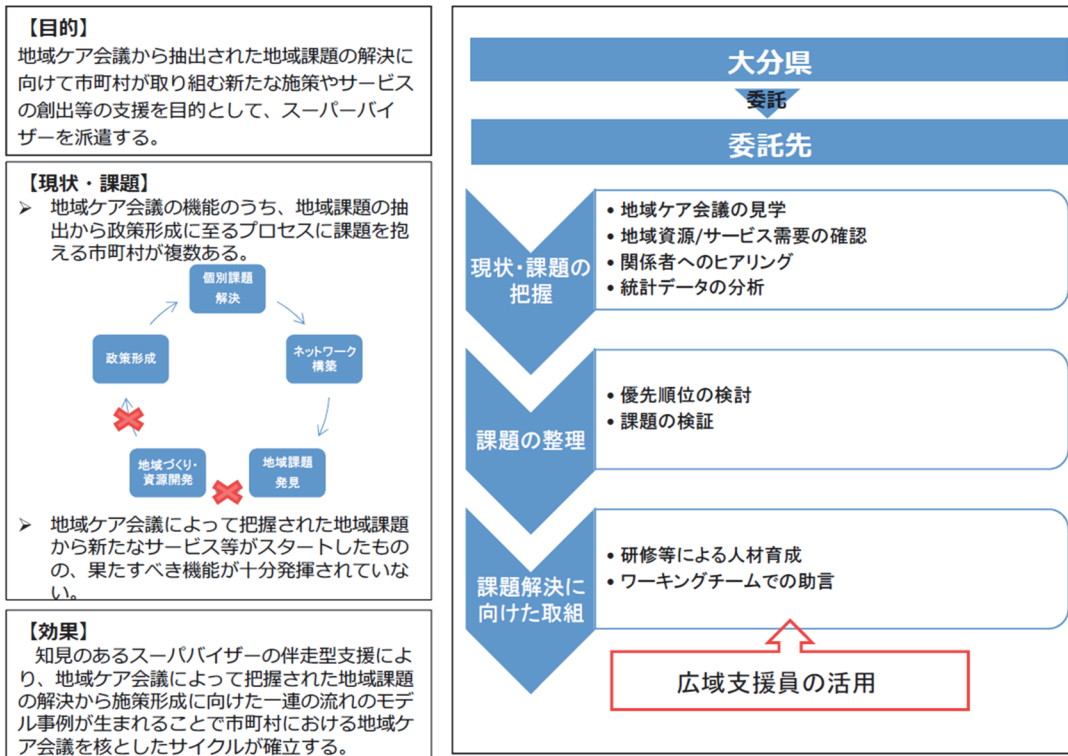 【目的】
地域ケア会議から抽出された地域課題の解決に
向けて市町村が取り組む新たな施策やサービス
の創出等の支援を目的として、スーパーバイ
ザーを派遣する。
【現状・課題】
➢ 地域ケア会議の機能のうち、地域課題の抽
出から政策形成に至るプロセスに課題を抱
える市町村が複数ある。
個別課題
解決
ネットワーク
構築
地域課題
発見
地域づくり・
資源開発
政策形成
➢ 地域ケア会議によって把握された地域課題
から新たなサービス等がスタートしたもの
の、果たすべき機能が十分発揮されていな
い。
【効果】
知見のあるスーパバイザーの伴走型支援によ
り、地域ケア会議によって把握された地域課題
の解決から施策形成に向けた一連の流れのモデ
ル事例が生まれることで市町村における地域ケ
ア会議を核としたサイクルが確立する。
大分県
委託
委託先
現状・課題の
把握
• 地域ケア会議の見学
• 地域資源/サービス需要の確認
• 関係者へのヒアリング
• 統計データの分析
課題の整理
• 優先順位の検討
• 課題の検証
課題解決に
向けた取組
• 研修等による人材育成
• ワーキングチームでの助言
広域支援員の活用